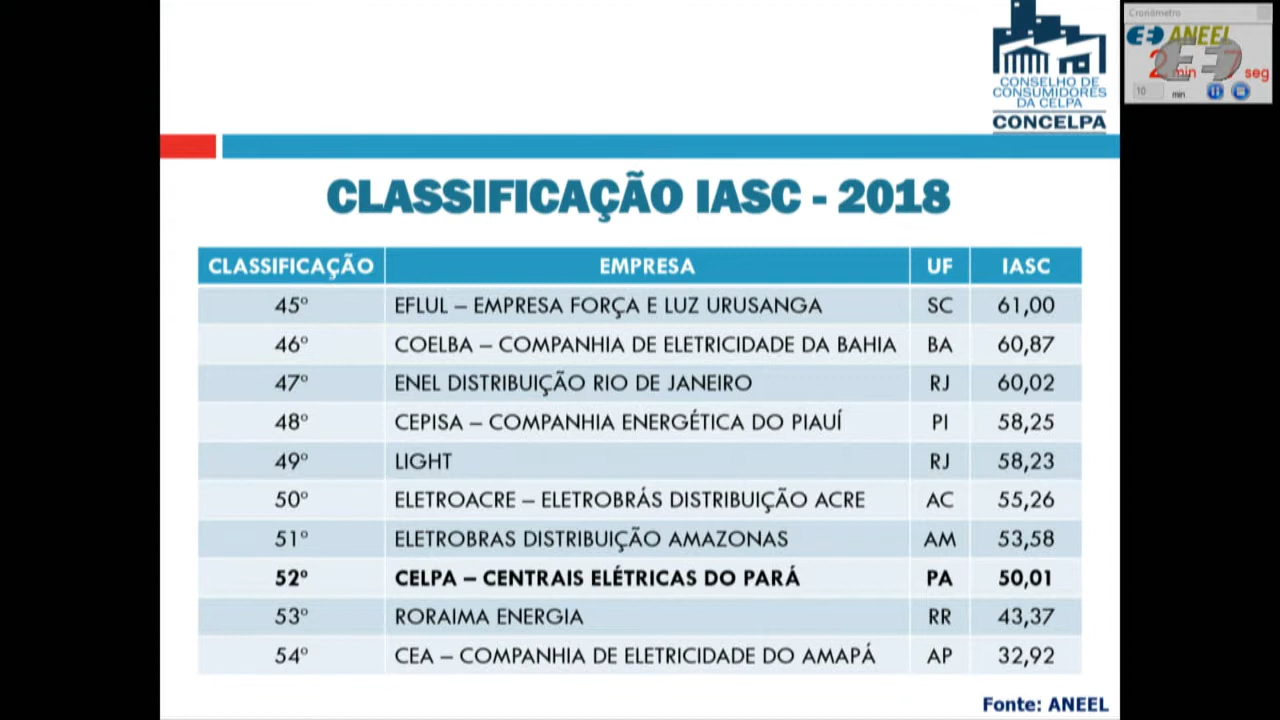 CONSELHO DE
CONSUMIDORES
DA CELPA
CONCELPA
Cronômetro
ANEEL
2 min 7 seg
10 min
CLASSIFICAÇÃO IASC - 2018
CLASSIFICAÇÃO EMPRESA UF IASC
45º EFLUL – EMPRESA FORÇA E LUZ URUSANGA SC 61,00
46º COELBA – COMPANHIA DE ELETRICIDADE DA BAHIA BA 60,87
47º ENEL DISTRIBUIÇÃO RIO DE JANEIRO RJ 60,02
48º CEPISA – COMPANHIA ENERGÉTICA DO PIAUÍ PI 58,25
49º LIGHT RJ 58,23
50º ELETROACRE – ELETROBRÁS DISTRIBUIÇÃO ACRE AC 55,26
51º ELETROBRAS DISTRIBUIÇÃO AMAZONAS AM 53,58
52º CELPA – CENTRAIS ELÉTRICAS DO PARÁ PA 50,01
53º RORAIMA ENERGIA RR 43,37
54º CEA – COMPANHIA DE ELETRICIDADE DO AMAPÁ AP 32,92
Fonte: ANEEL